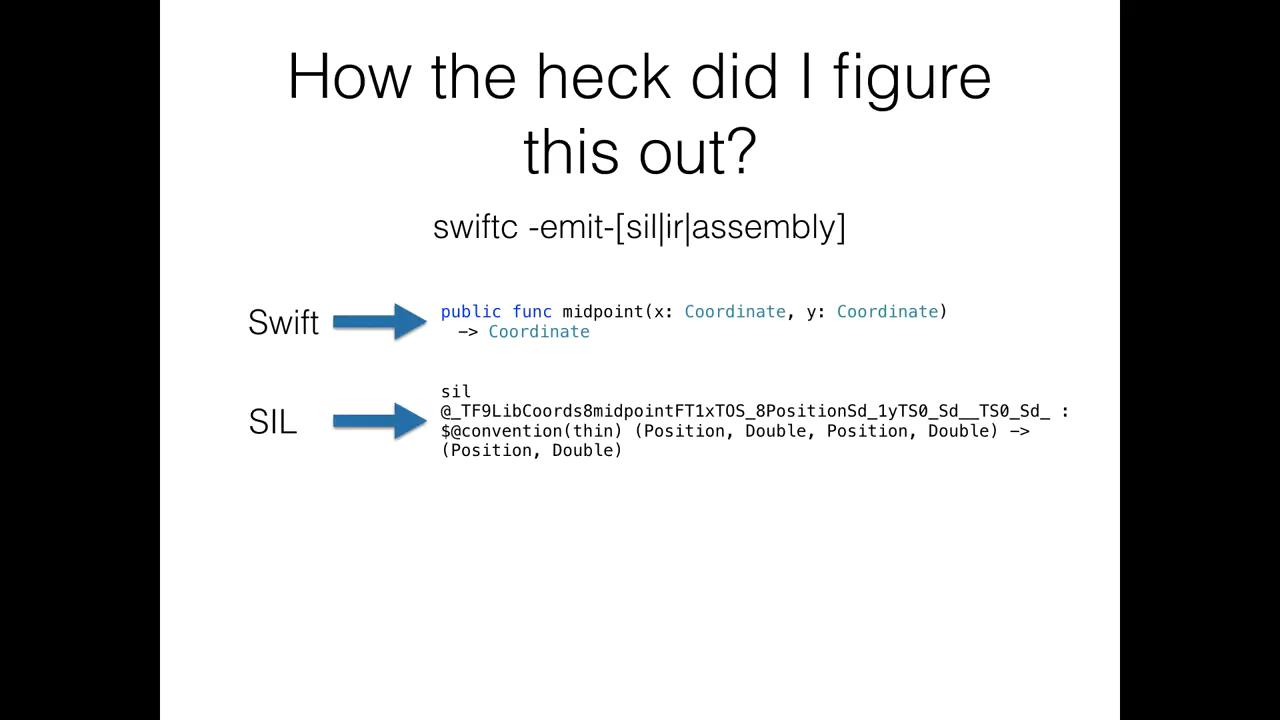 How the heck did I figure
this out?
swiftc -emit-[sil|ir|assembly]
Swift
public func midpoint(x: Coordinate, y: Coordinate)
-> Coordinate
SIL
sil
@_TF9LibCoords8midpointFT1xTOS_8PositionSd_1yTS0_Sd__TS0_Sd_ :
$@convention(thin) (Position, Double, Position, Double) ->
(Position, Double)